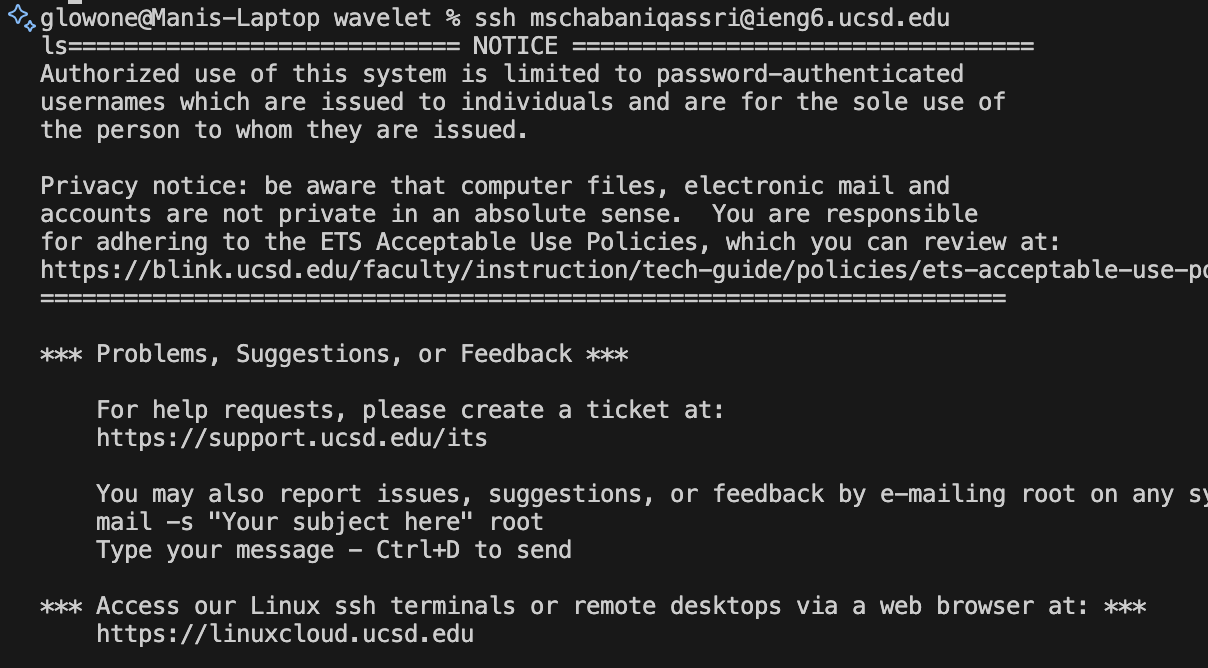 glowone@Manis-Laptop wavelet % ssh mschabaniqassri@ieng6.ucsd.edu
ls============================ NOTICE =================================
Authorized use of this system is limited to password-authenticated
usernames which are issued to individuals and are for the sole use of
the person to whom they are issued.

Privacy notice: be aware that computer files, electronic mail and
accounts are not private in an absolute sense.  You are responsible
for adhering to the ETS Acceptable Use Policies, which you can review at:
https://blink.ucsd.edu/faculty/instruction/tech-guide/policies/ets-acceptable-use-po
=====================================================================

*** Problems, Suggestions, or Feedback ***

    For help requests, please create a ticket at:
    https://support.ucsd.edu/its

    You may also report issues, suggestions, or feedback by e-mailing root on any sy
    mail -s "Your subject here" root
    Type your message - Ctrl+D to send

*** Access our Linux ssh terminals or remote desktops via a web browser at: ***
    https://linuxcloud.ucsd.edu